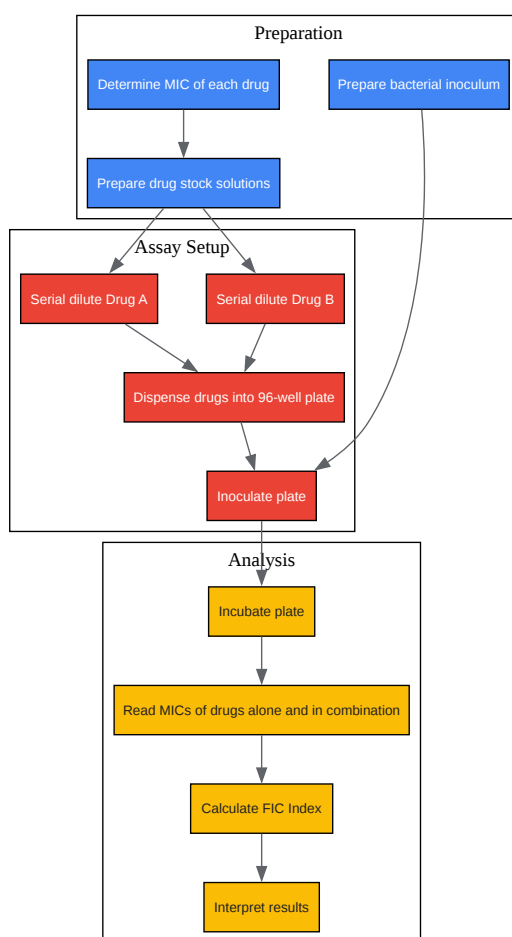 Preparation
Determine MIC of each drug
Prepare bacterial inoculum
Prepare drug stock solutions
Assay Setup
Serial dilute Drug A
Serial dilute Drug B
Dispense drugs into 96-well plate
Inoculate plate
Analysis
Incubate plate
Read MICs of drugs alone and in combination
Calculate FIC Index
Interpret results